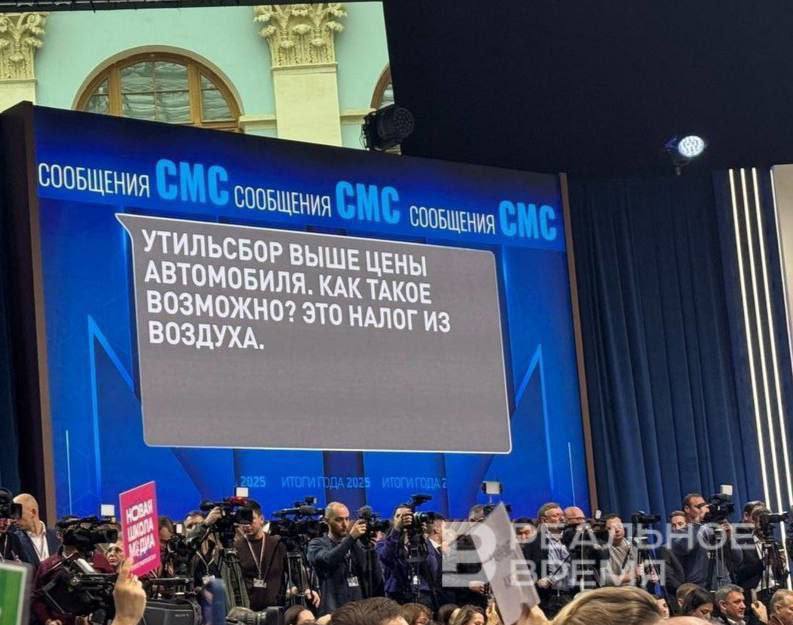 СООБЩЕНИЯ СМС СООБЩЕНИЯ СМС СООБЩЕНИЯ СМС
УТИЛЬСБОР ВЫШЕ ЦЕНЫ
АВТОМОБИЛЯ. КАК ТАКОЕ
ВОЗМОЖНО? ЭТО НАЛОГ ИЗ
ВОЗДУХА.
2025 ИТОГИ ГОДА 2025 ИТОГИ ГОДА 2
НОВАЯ
ШКОЛА
МЕДИА
РЕАЛЬНОЕ
ВРЕМЯ